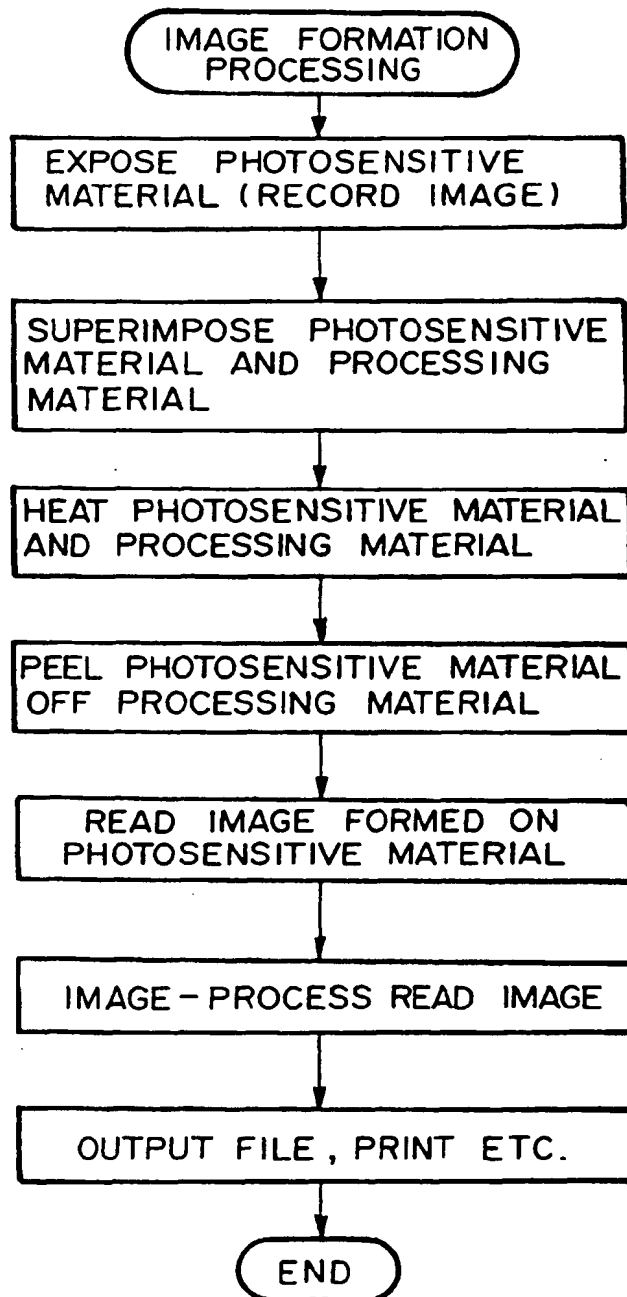 IMAGE FORMATION
PROCESSING
EXPOSE PHOTOSENSITIVE
MATERIAL (RECORD IMAGE)
SUPERIMPOSE PHOTOSENSITIVE
MATERIAL AND PROCESSING
MATERIAL
HEAT PHOTOSENSITIVE MATERIAL
AND PROCESSING MATERIAL
PEEL PHOTOSENSITIVE MATERIAL
OFF PROCESSING MATERIAL
READ IMAGE FORMED ON
PHOTOSENSITIVE MATERIAL
IMAGE-PROCESS READ IMAGE
OUTPUT FILE, PRINT ETC.
END